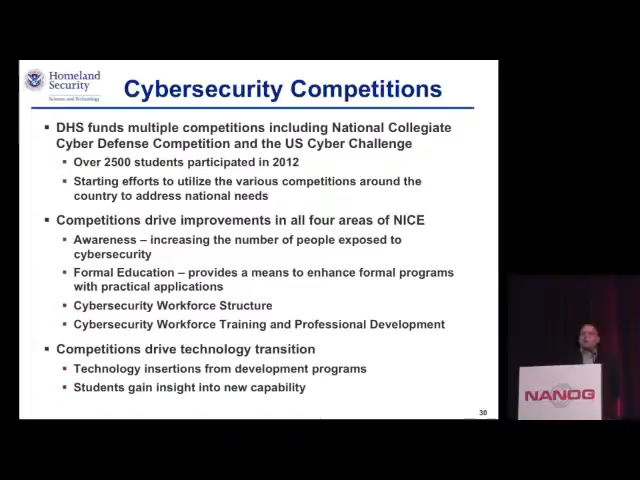 Homeland
Security
Science and Technology
Cybersecurity Competitions
▪ DHS funds multiple competitions including National Collegiate
Cyber Defense Competition and the US Cyber Challenge
▪ Over 2500 students participated in 2012
▪ Starting efforts to utilize the various competitions around the
country to address national needs
▪ Competitions drive improvements in all four areas of NICE
▪ Awareness – increasing the number of people exposed to
cybersecurity
▪ Formal Education – provides a means to enhance formal programs
with practical applications
▪ Cybersecurity Workforce Structure
▪ Cybersecurity Workforce Training and Professional Development
▪ Competitions drive technology transition
▪ Technology insertions from development programs
▪ Students gain insight into new capability
30
NANOG